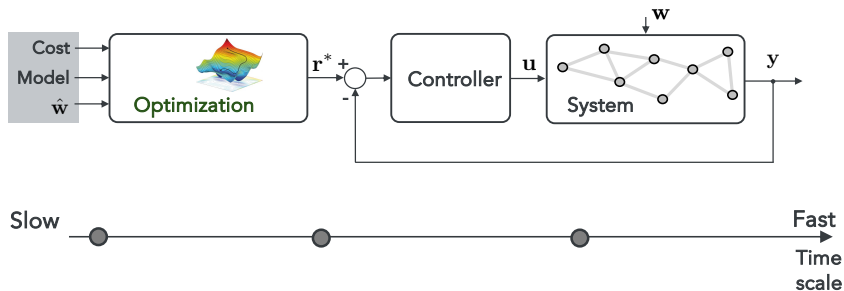 Cost
Model
ŵ
Optimization
r*
+
-
Controller
u
w
System
y
Slow
Fast
Time
scale